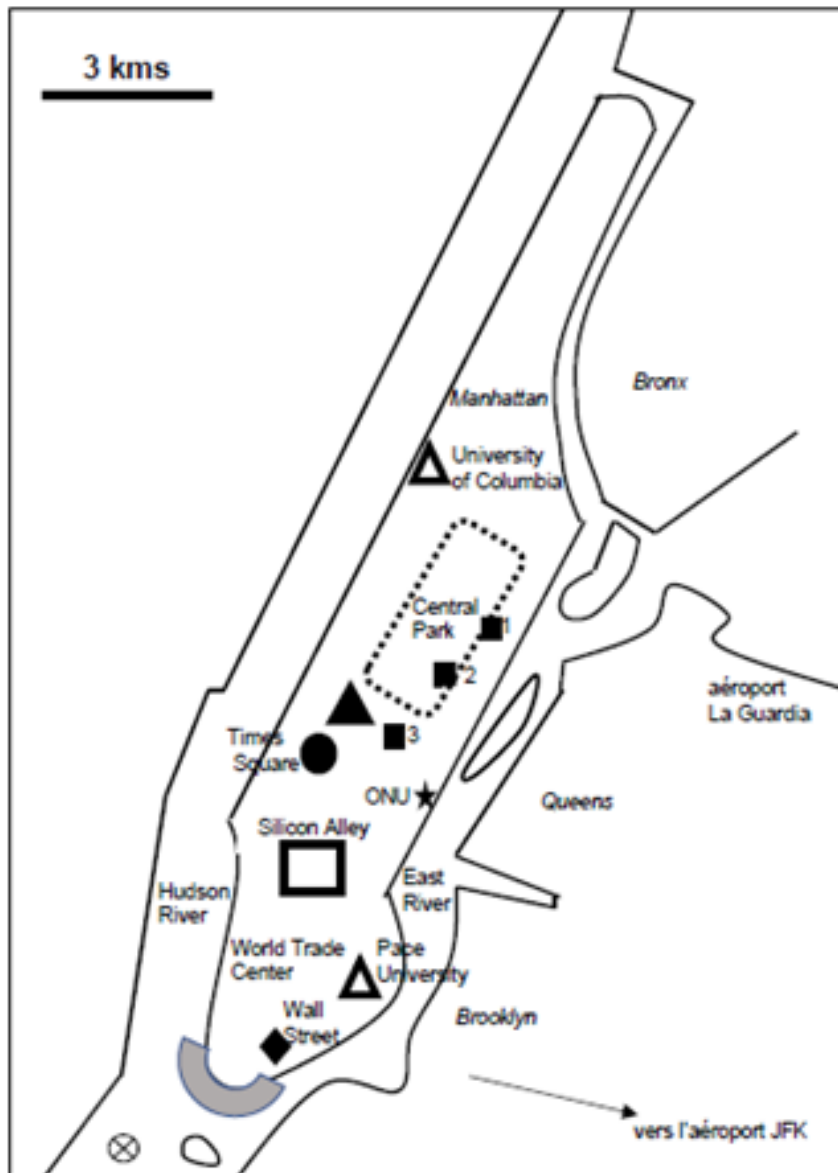 3 kms
Manhattan
Bronx
University
of Columbia
Central
Park
1
2
3
aéroport
La Guardia
Times
Square
ONU
Queens
Silicon Alley
Hudson
River
East
River
World Trade
Center
Pace
University
Wall
Street
Brooklyn
vers l'aéroport JFK